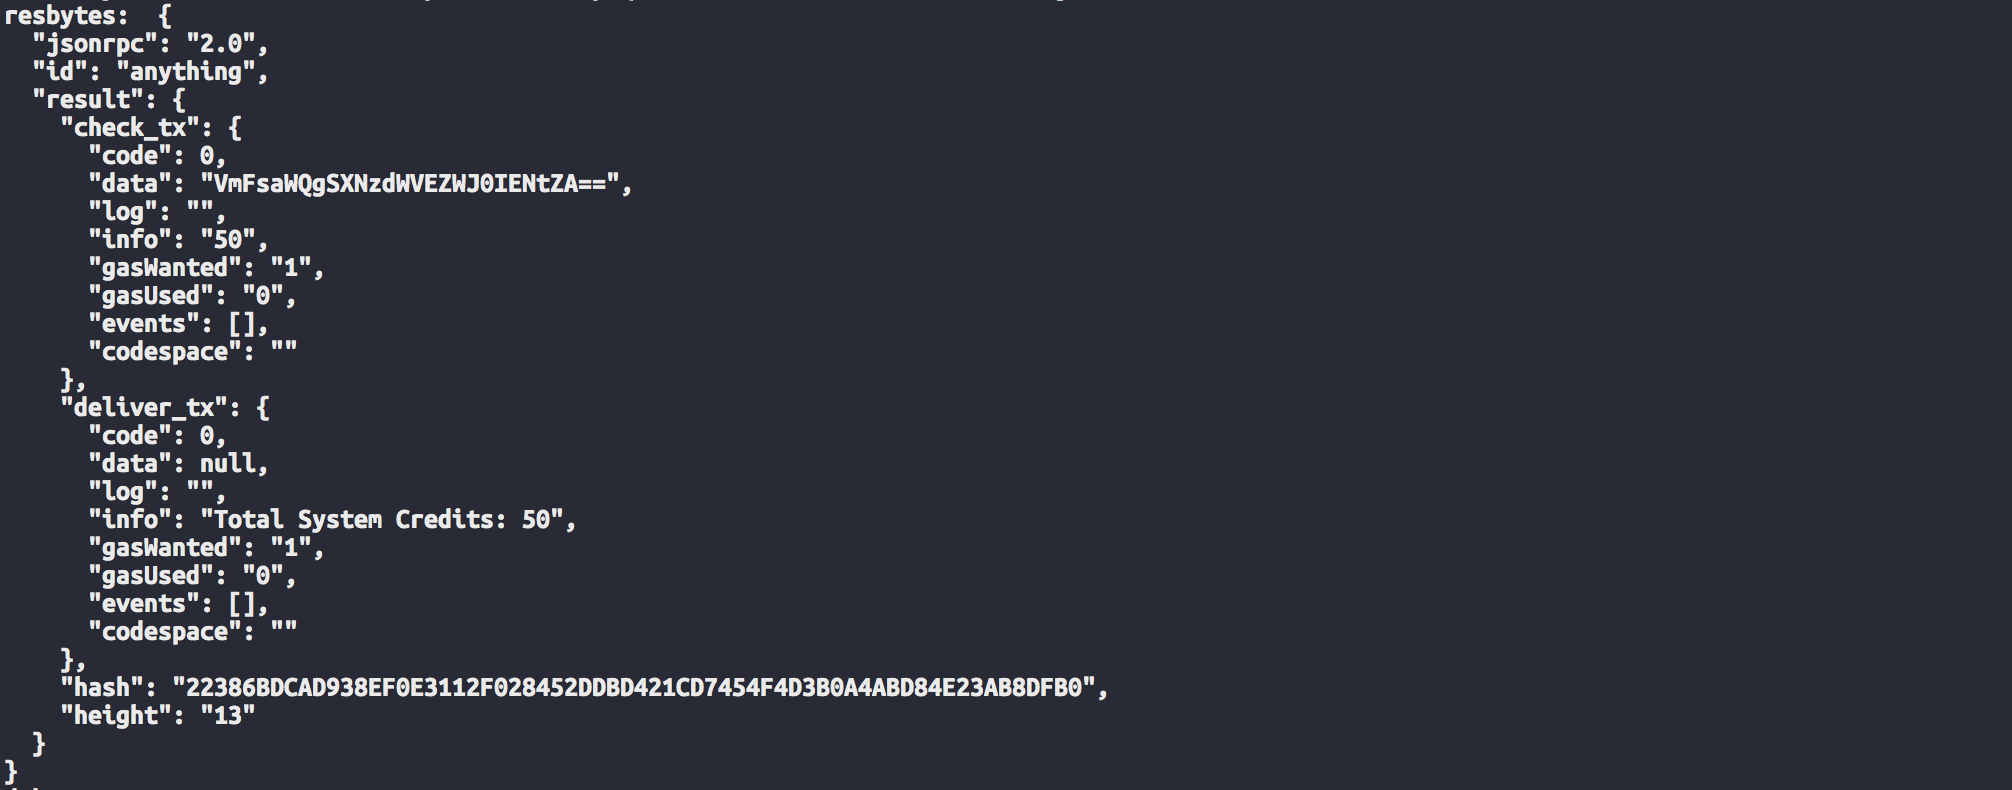 resbytes:  {
  "jsonrpc": "2.0",
  "id": "anything",
  "result": {
    "check_tx": {
      "code": 0,
      "data": "VmFsaWQgSXNzdWVEZWJ0IENtZA==",
      "log": "",
      "info": "50",
      "gasWanted": "1",
      "gasUsed": "0",
      "events": [],
      "codespace": ""
    },
    "deliver_tx": {
      "code": 0,
      "data": null,
      "log": "",
      "info": "Total System Credits: 50",
      "gasWanted": "1",
      "gasUsed": "0",
      "events": [],
      "codespace": ""
    },
    "hash": "22386BDCAD938EF0E3112F028452DDBD421CD7454F4D3B0A4ABD84E23AB8DFB0",
    "height": "13"
  }
}